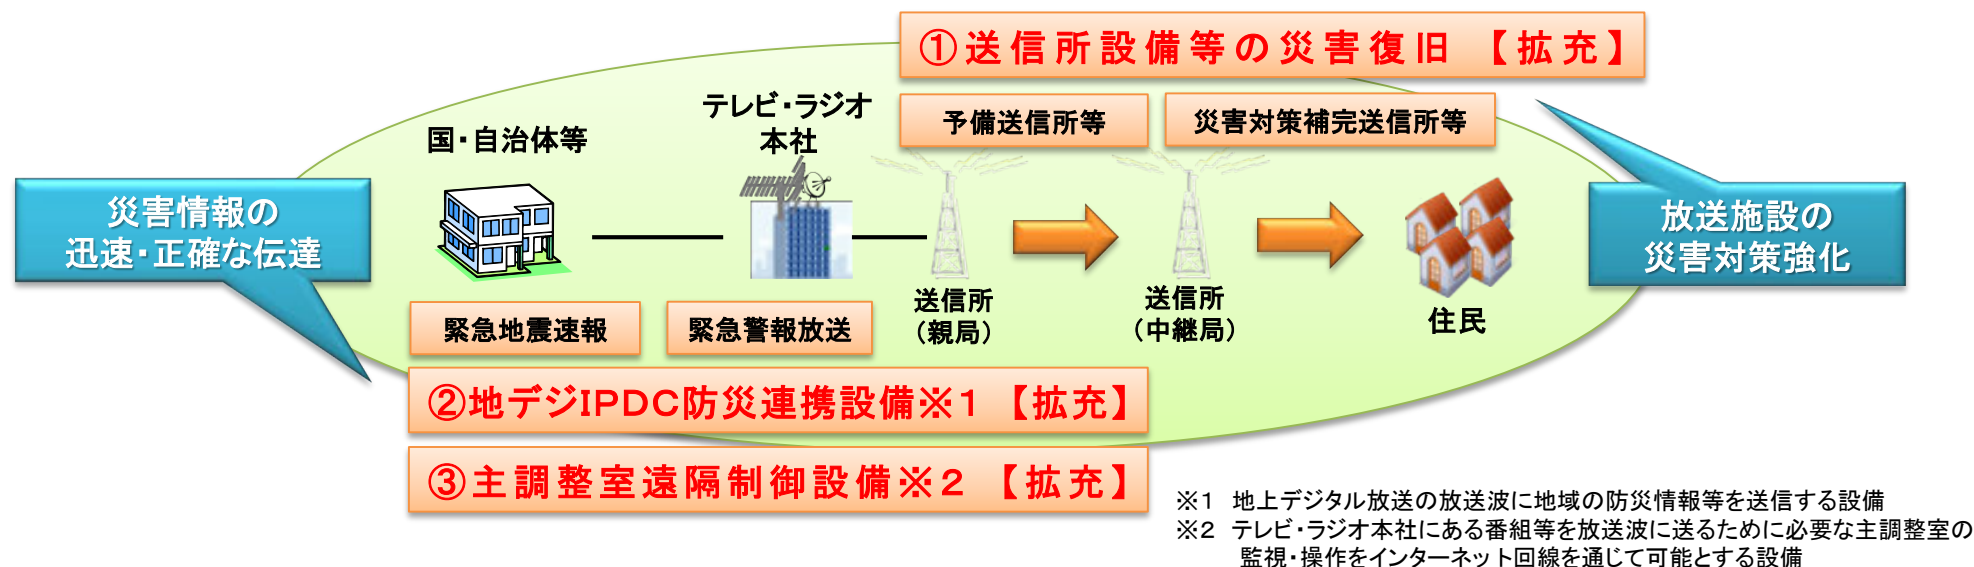 ①送信所設備等の災害復旧 【拡充】
予備送信所等
災害対策補完送信所等
テレビ・ラジオ
本社
国・自治体等
災害情報の
迅速・正確な伝達
放送施設の
災害対策強化
送信所
（親局）
送信所
（中継局）
住民
緊急地震速報
緊急警報放送
②地デジIPDC防災連携設備※1 【拡充】
③主調整室遠隔制御設備※2 【拡充】
※1 地上デジタル放送の放送波に地域の防災情報等を送信する設備
※2 テレビ・ラジオ本社にある番組等を放送波に送るために必要な主調整室の
監視・操作をインターネット回線を通じて可能とする設備